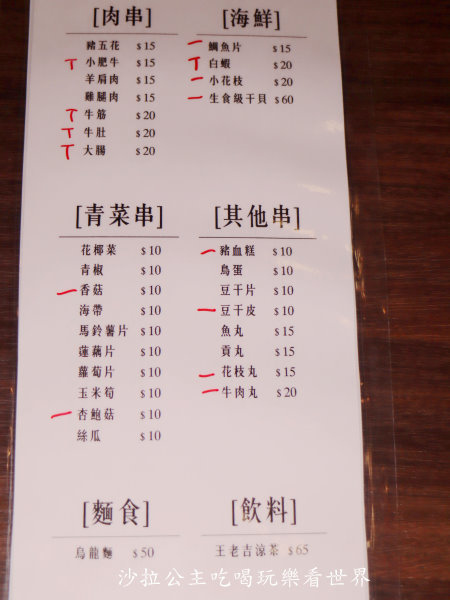 [肉串]
豬五花 $15
小肥牛 $15
羊肩肉 $15
雞腿肉 $15
牛筋 $20
牛肚 $20
大腸 $20
[海鮮]
鯛魚片 $15
白蝦 $20
小花枝 $20
生食級干貝 $60
[青菜串]
花椰菜 $10
青椒 $10
香菇 $10
海帶 $10
馬鈴薯片 $10
蓮藕片 $10
蘿蔔片 $10
玉米筍 $10
杏鮑菇 $10
絲瓜 $10
[其他串]
豬血糕 $10
鳥蛋 $10
豆干片 $10
豆干皮 $10
魚丸 $15
貢丸 $15
花枝丸 $15
牛肉丸 $20
[麵食]
烏龍麵 $50
[飲料]
王老吉涼茶 $65
沙拉公主吃喝玩樂看世界